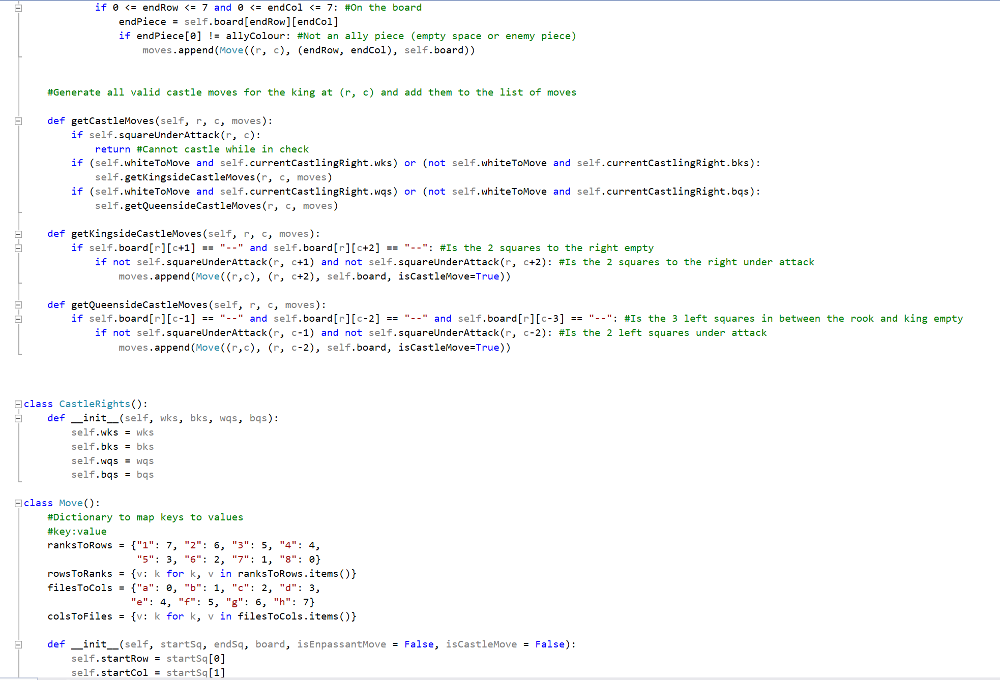 if 0 <= endRow <= 7 and 0 <= endCol <= 7: #On the board
endPiece = self.board[endRow][endCol]
if endPiece[0] != allyColour: #Not an ally piece (empty space or enemy piece)
moves.append(Move((r, c), (endRow, endCol), self.board))
#Generate all valid castle moves for the king at (r, c) and add them to the list of moves
def getCastleMoves(self, r, c, moves):
if self.squareUnderAttack(r, c):
return #Cannot castle while in check
if (self.whiteToMove and self.currentCastlingRight.wks) or (not self.whiteToMove and self.currentCastlingRight.bks):
self.getKingsideCastleMoves(r, c, moves)
if (self.whiteToMove and self.currentCastlingRight.wqs) or (not self.whiteToMove and self.currentCastlingRight.bqs):
self.getQueensideCastleMoves(r, c, moves)
def getKingsideCastleMoves(self, r, c, moves):
if self.board[r][c+1] == "--" and self.board[r][c+2] == "--": #Is the 2 squares to the right empty
if not self.squareUnderAttack(r, c+1) and not self.squareUnderAttack(r, c+2): #Is the 2 squares to the right under attack
moves.append(Move((r,c), (r, c+2), self.board, isCastleMove=True))
def getQueensideCastleMoves(self, r, c, moves):
if self.board[r][c-1] == "--" and self.board[r][c-2] == "--" and self.board[r][c-3] == "--": #Is the 3 left squares in between the rook and king empty
if not self.squareUnderAttack(r, c-1) and not self.squareUnderAttack(r, c-2): #Is the 2 left squares under attack
moves.append(Move((r,c), (r, c-2), self.board, isCastleMove=True))
class CastleRights():
def __init__(self, wks, bks, wqs, bqs):
self.wks = wks
self.bks = bks
self.wqs = wqs
self.bqs = bqs
class Move():
#Dictionary to map keys to values
#key:value
ranksToRows = {"1": 7, "2": 6, "3": 5, "4": 4,
"5": 3, "6": 2, "7": 1, "8": 0}
rowsToRanks = {v: k for k, v in ranksToRows.items()}
filesToCols = {"a": 0, "b": 1, "c": 2, "d": 3,
"e": 4, "f": 5, "g": 6, "h": 7}
colsToFiles = {v: k for k, v in filesToCols.items()}
def __init__(self, startSq, endSq, board, isEnpassantMove = False, isCastleMove = False):
self.startRow = startSq[0]
self.startCol = startSq[1]